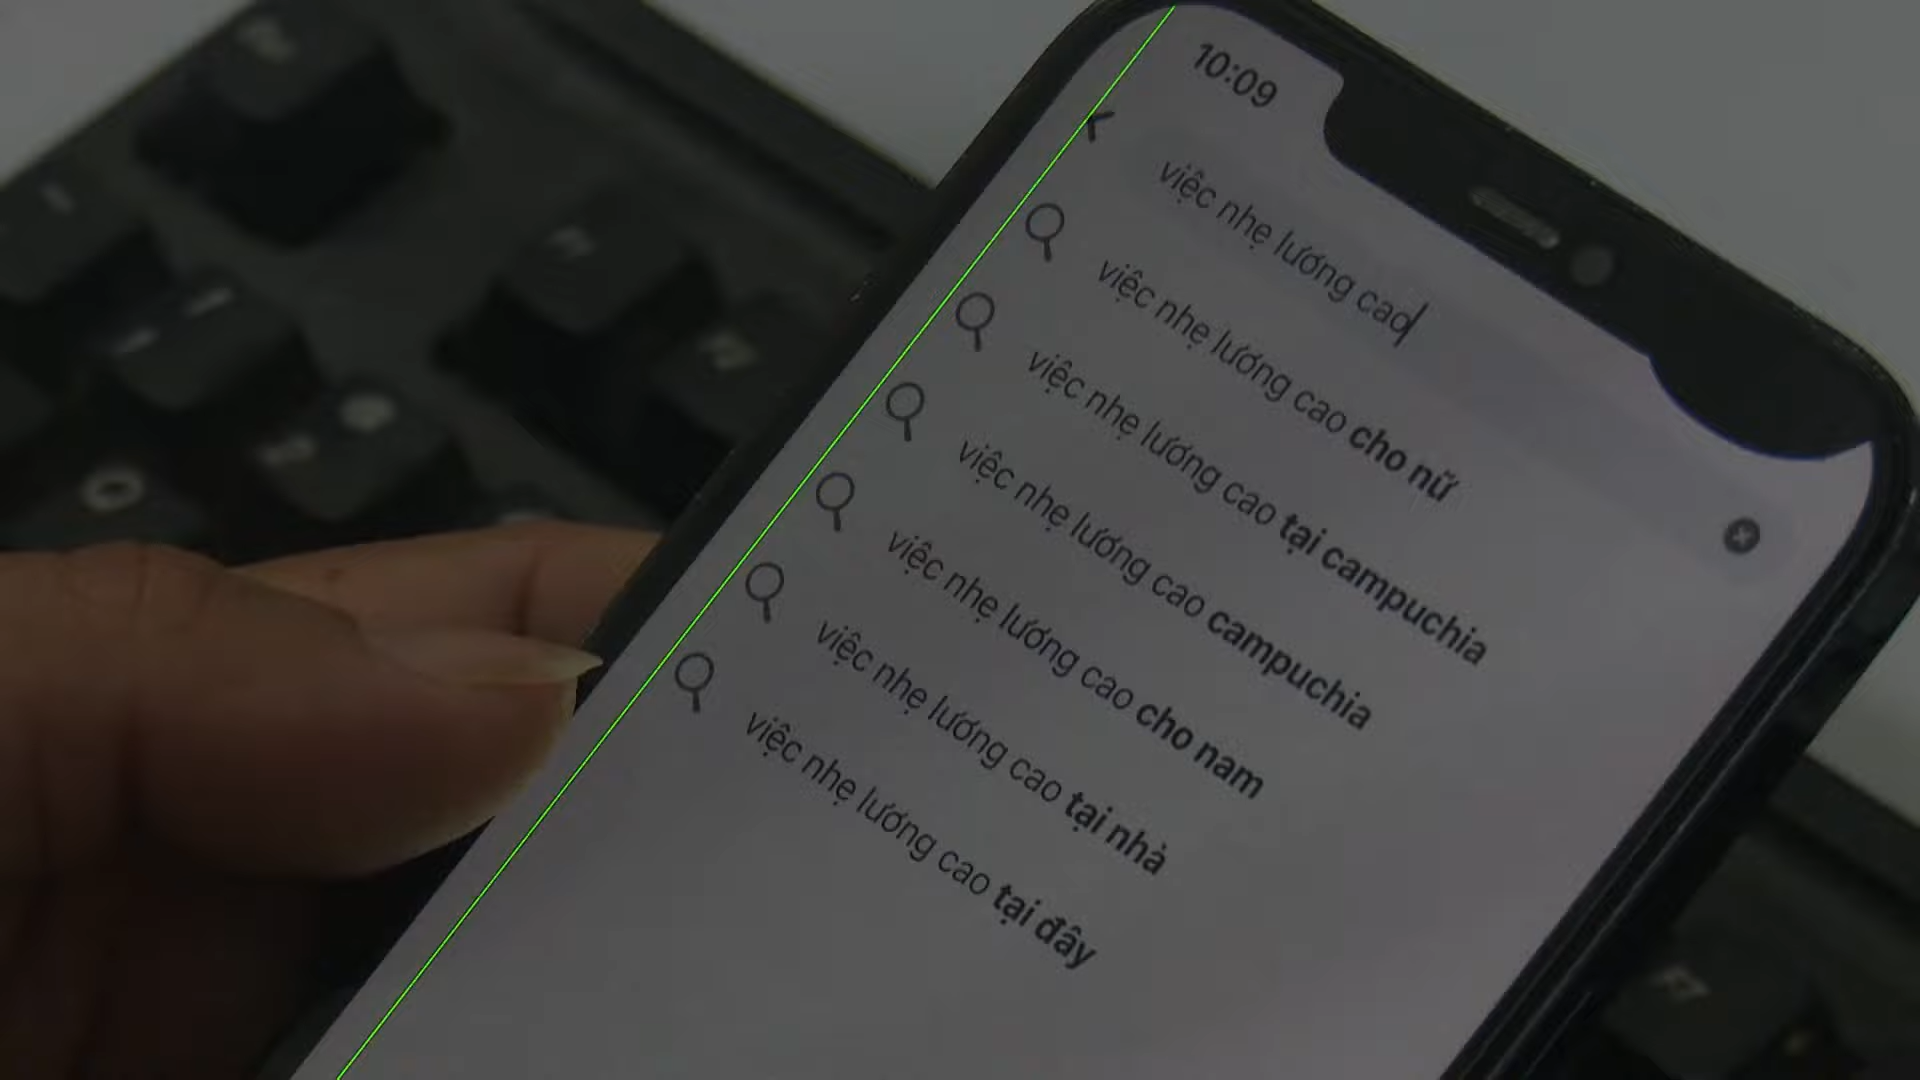 10:09
việc nhẹ lương cao
việc nhẹ lương cao cho nữ
việc nhẹ lương cao tại campuchia
việc nhẹ lương cao campuchia
việc nhẹ lương cao cho nam
việc nhẹ lương cao tại nhà
việc nhẹ lương cao tại đây
F7